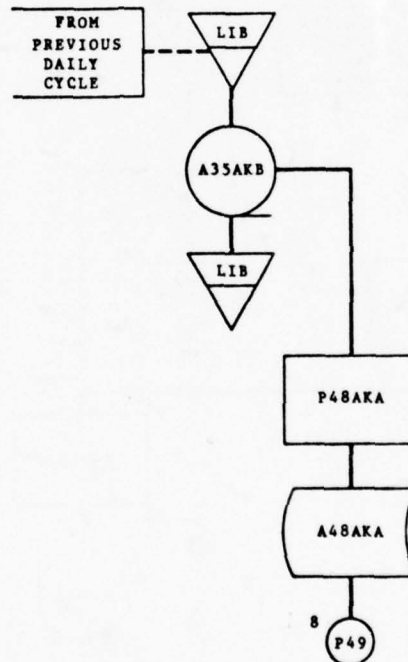 FROM
PREVIOUS
DAILY
CYCLE
LIB
A35AKB
LIB
P48AKA
A48AKA
8
P49